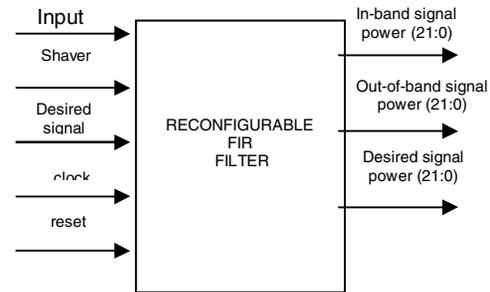 Input
Shaver
Desired
signal
clock
reset
RECONFIGURABLE
FIR
FILTER
In-band signal
power (21:0)
Out-of-band signal
power (21:0)
Desired signal
power (21:0)